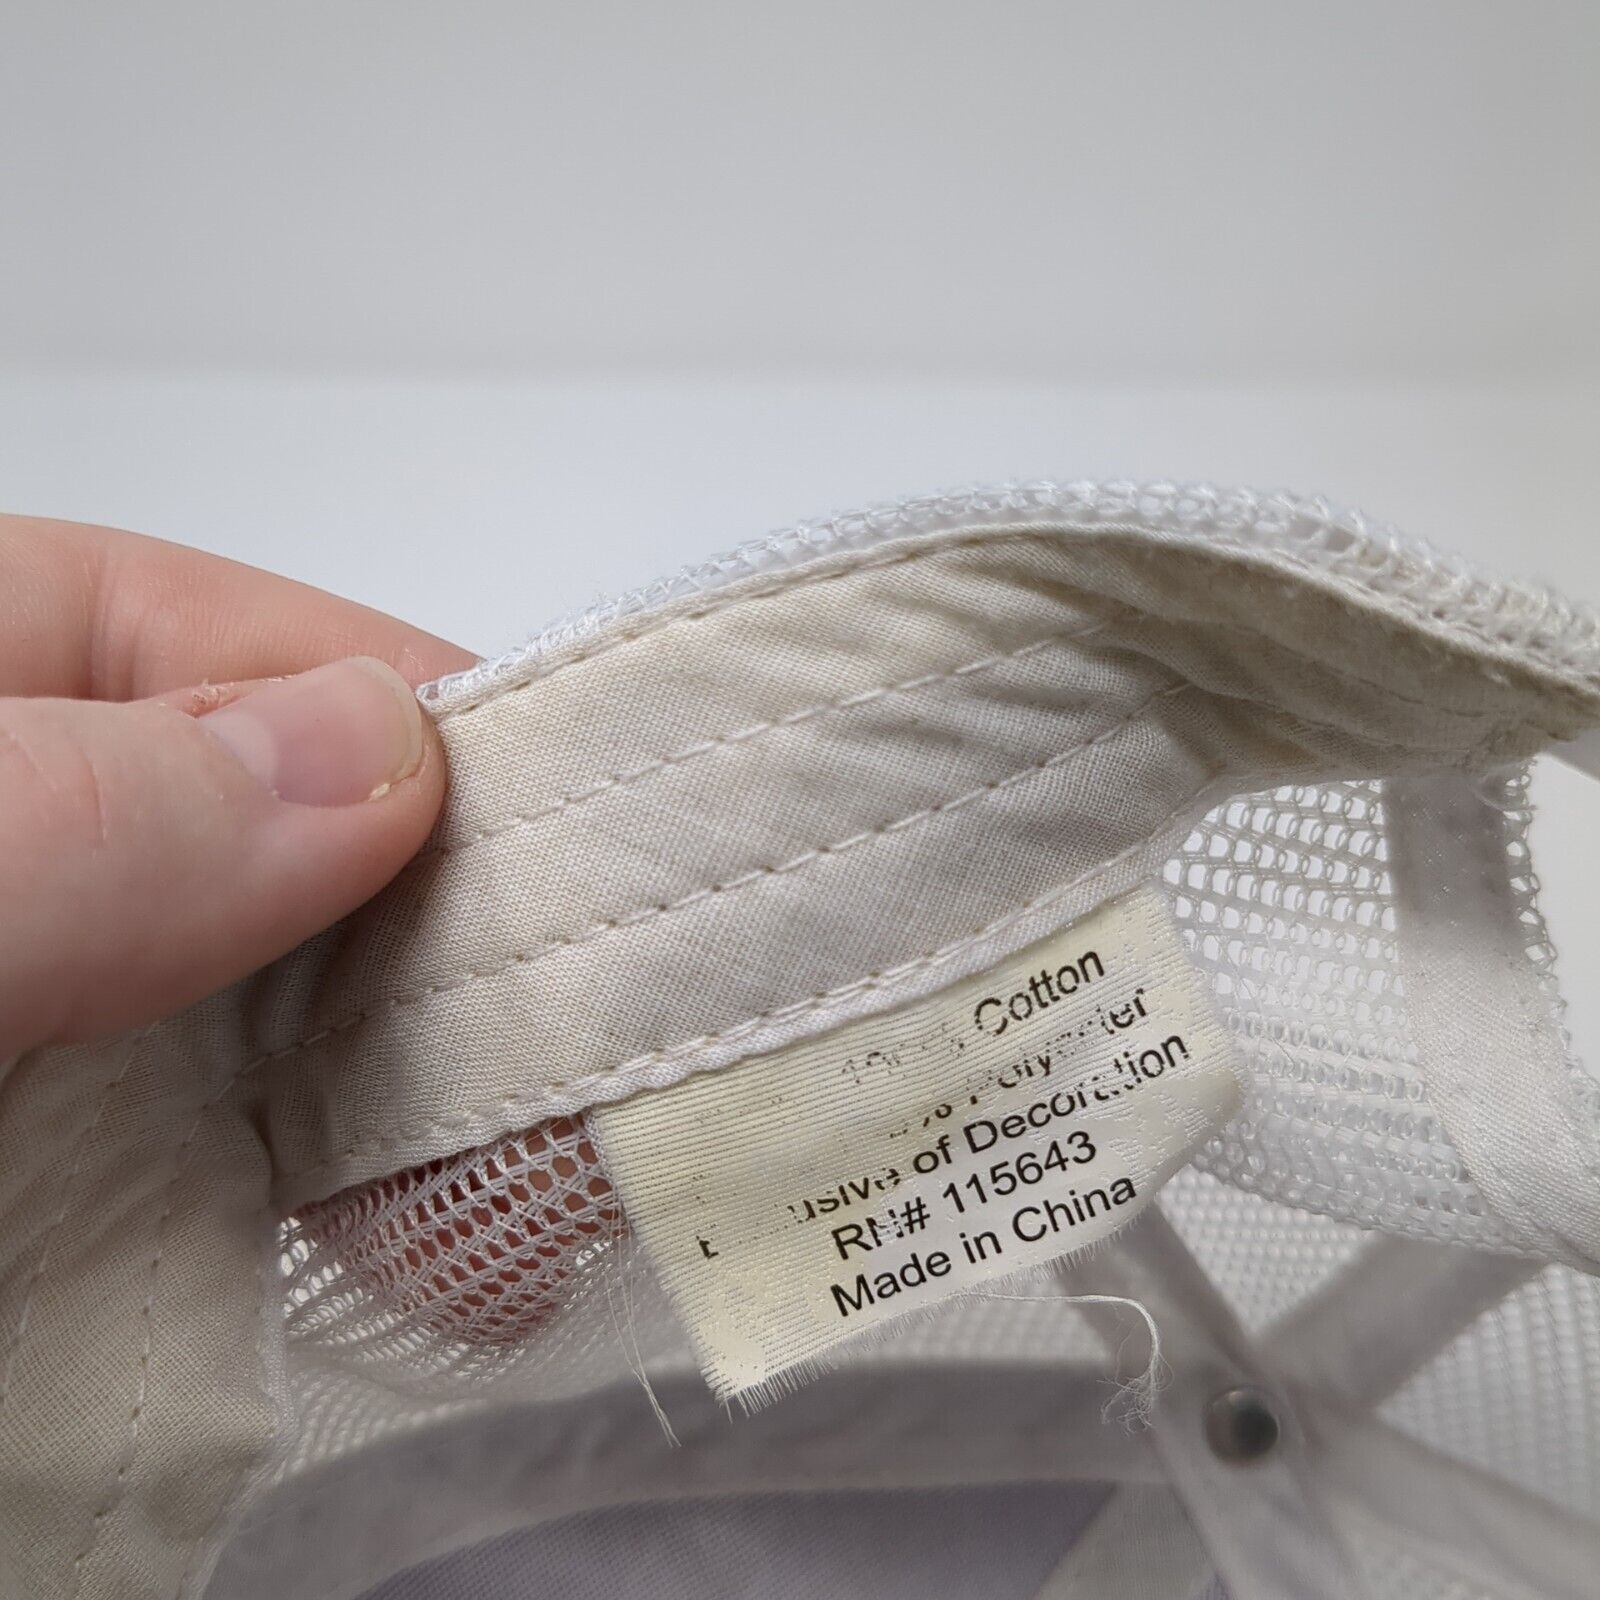 Cotton
% Polyester
Exclusive of Decoration
RN# 115643
Made in China